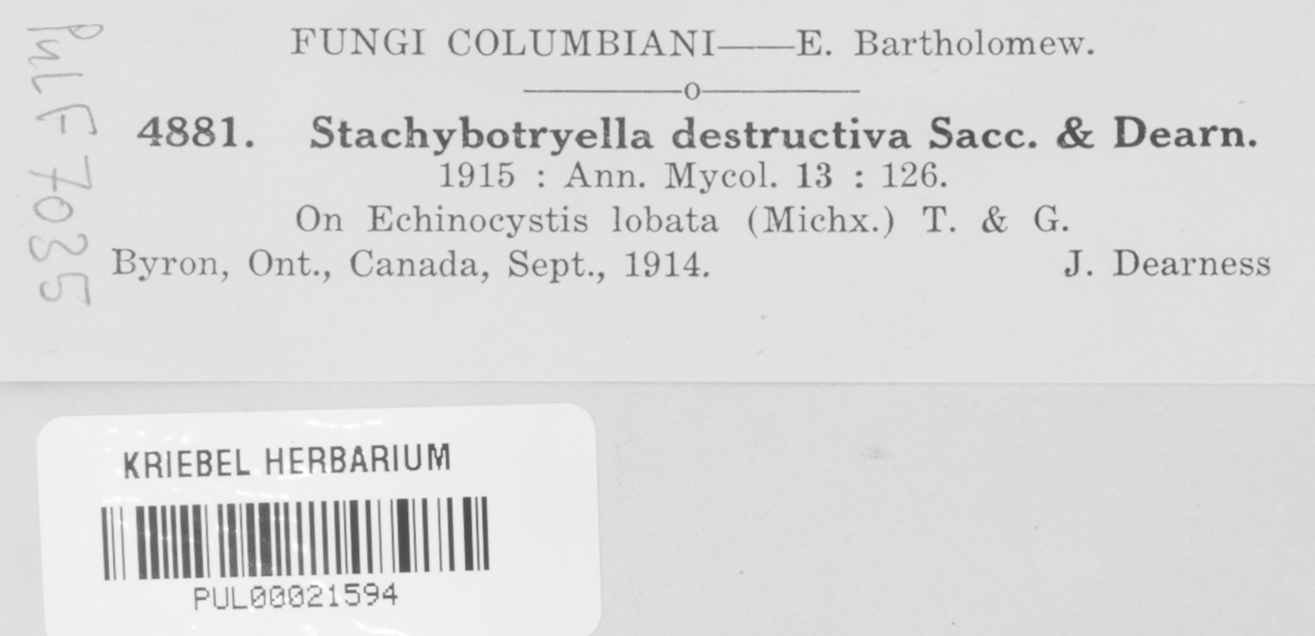 FUNGI COLUMBIANI——E. Bartholomew.
o
4881. Stachybotryella destructiva Sacc. & Dearn.
1915 : Ann. Mycol. 13 : 126.
On Echinocystis lobata (Michx.) T. & G.
Byron, Ont., Canada, Sept., 1914. J. Dearness
PUL F 7035
KRIEBEL HERBARIUM
PUL00021594